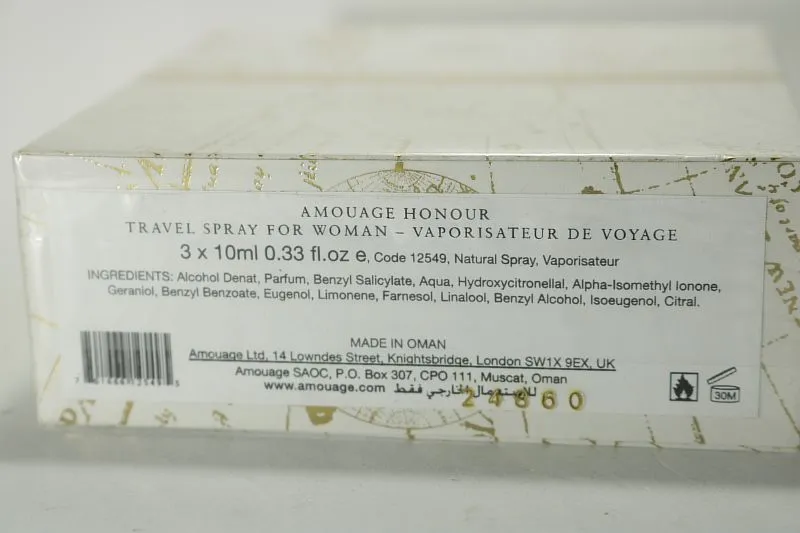 AMOUAGE HONOUR
TRAVEL SPRAY FOR WOMAN – VAPORISATEUR DE VOYAGE
3 x 10ml 0.33 fl.oz e, Code 12549, Natural Spray, Vaporisateur
INGREDIENTS: Alcohol Denat, Parfum, Benzyl Salicylate, Aqua, Hydroxycitronellal, Alpha-Isomethyl Ionone,
Geraniol, Benzyl Benzoate, Eugenol, Limonene, Farnesol, Linalool, Benzyl Alcohol, Isoeugenol, Citral.
MADE IN OMAN
Amouage Ltd, 14 Lowndes Street, Knightsbridge, London SW1X 9EX, UK
Amouage SAOC, P.O. Box 307, CPO 111, Muscat, Oman
www.amouage.com للاستعمال الخارجي فقط
24860
30M
NEW